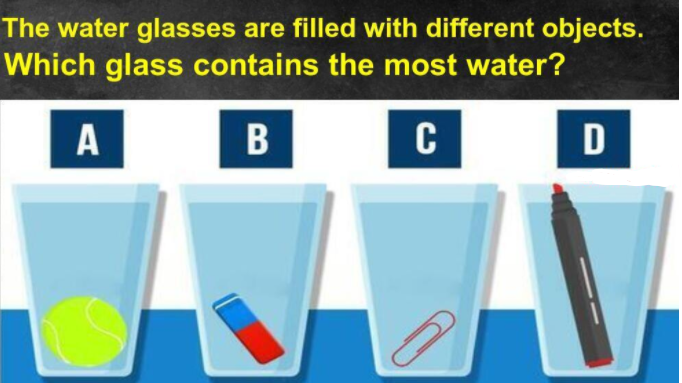 The water glasses are filled with different objects.
Which glass contains the most water?
A B C D